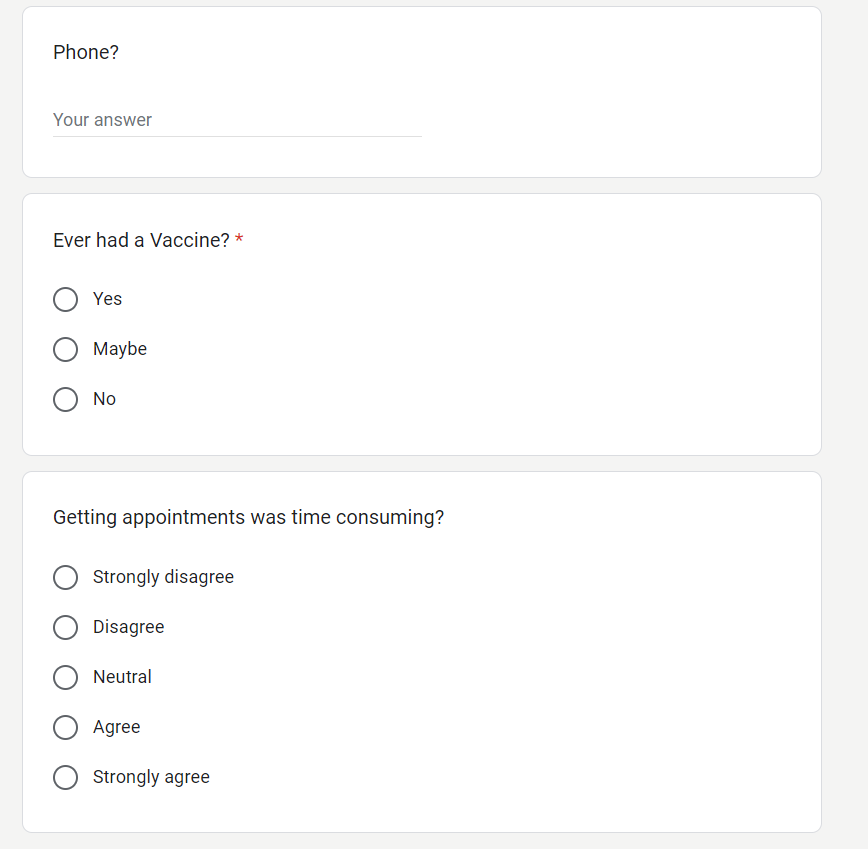 Phone?
Your answer
Ever had a Vaccine? *
Yes
Maybe
No
Getting appointments was time consuming?
Strongly disagree
Disagree
Neutral
Agree
Strongly agree